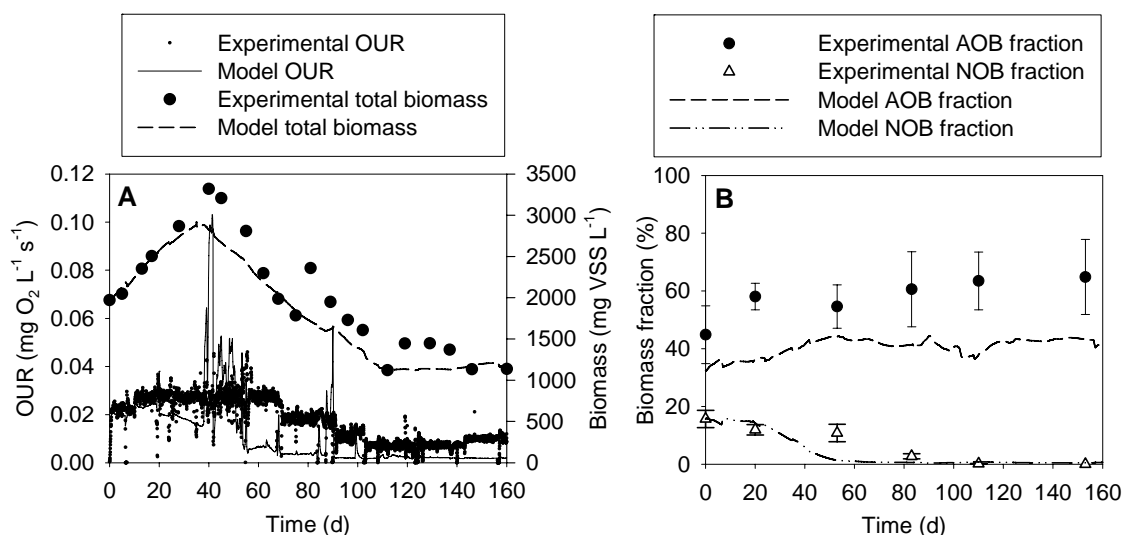 Experimental OUR
Model OUR
Experimental total biomass
Model total biomass
Experimental AOB fraction
Experimental NOB fraction
Model AOB fraction
Model NOB fraction
A
OUR (mg O2 L-1 s-1)
0.12
0.10
0.08
0.06
0.04
0.02
0.00
3500
3000
2500
2000
1500
1000
500
0
Biomass (mg VSS L-1)
0 20 40 60 80 100 120 140 160
Time (d)
B
Biomass fraction (%)
100
80
60
40
20
0
0 20 40 60 80 100 120 140 160
Time (d)